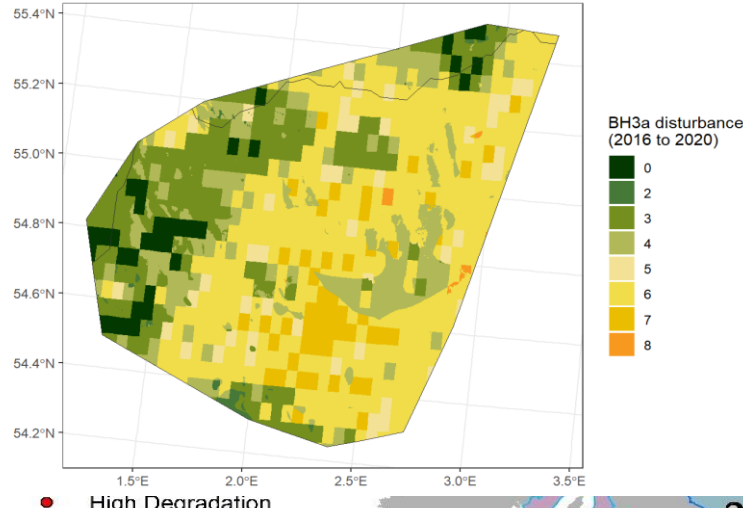 55.4°N
55.2°N
55.0°N
54.8°N
54.6°N
54.4°N
54.2°N
1.5°E 2.0°E 2.5°E 3.0°E 3.5°E
BH3a disturbance
(2016 to 2020)
0
2
3
4
5
6
7
8
High Degradation